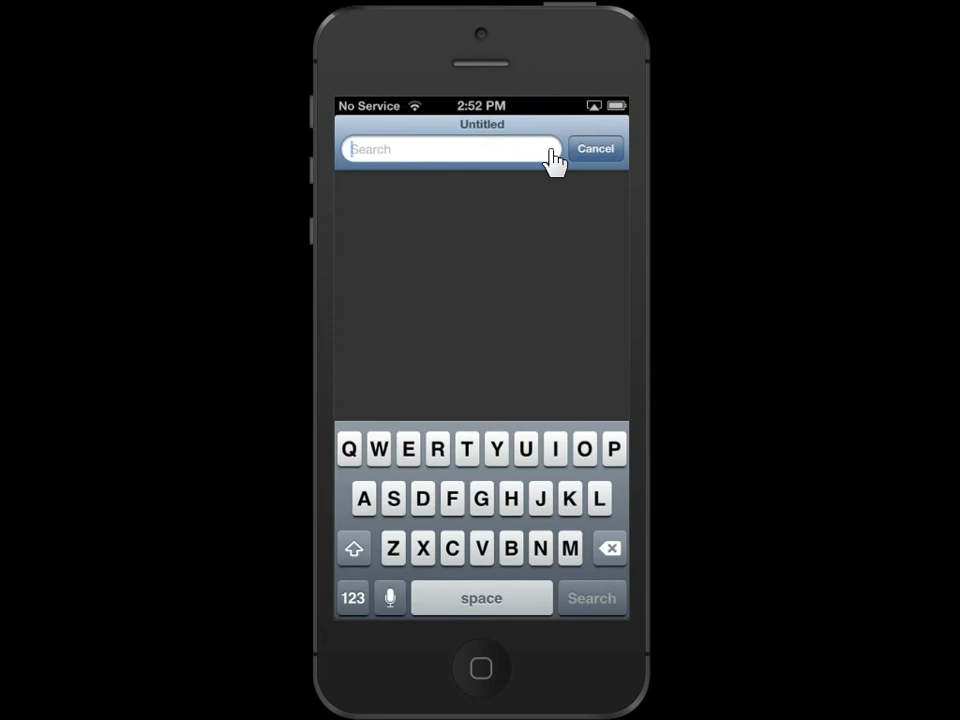 No Service 2:52 PM
Untitled
Search Cancel
Q W E R T Y U I O P
A S D F G H J K L
Z X C V B N M
123 space Search